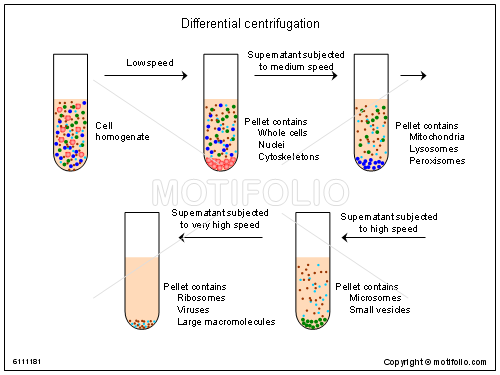 Differential centrifugation
Low speed
Supernatant subjected
to medium speed
Cell
homogenate
Pellet contains
Whole cells
Nuclei
Cytoskeletons
Pellet contains
Mitochondria
Lysosomes
Peroxisomes
MOTIFOLIO
Supernatant subjected
to very high speed
Supernatant subjected
to high speed
Pellet contains
Ribosomes
Viruses
Large macromolecules
Pellet contains
Microsomes
Small vesicles
6111181
Copyright © motifolio.com